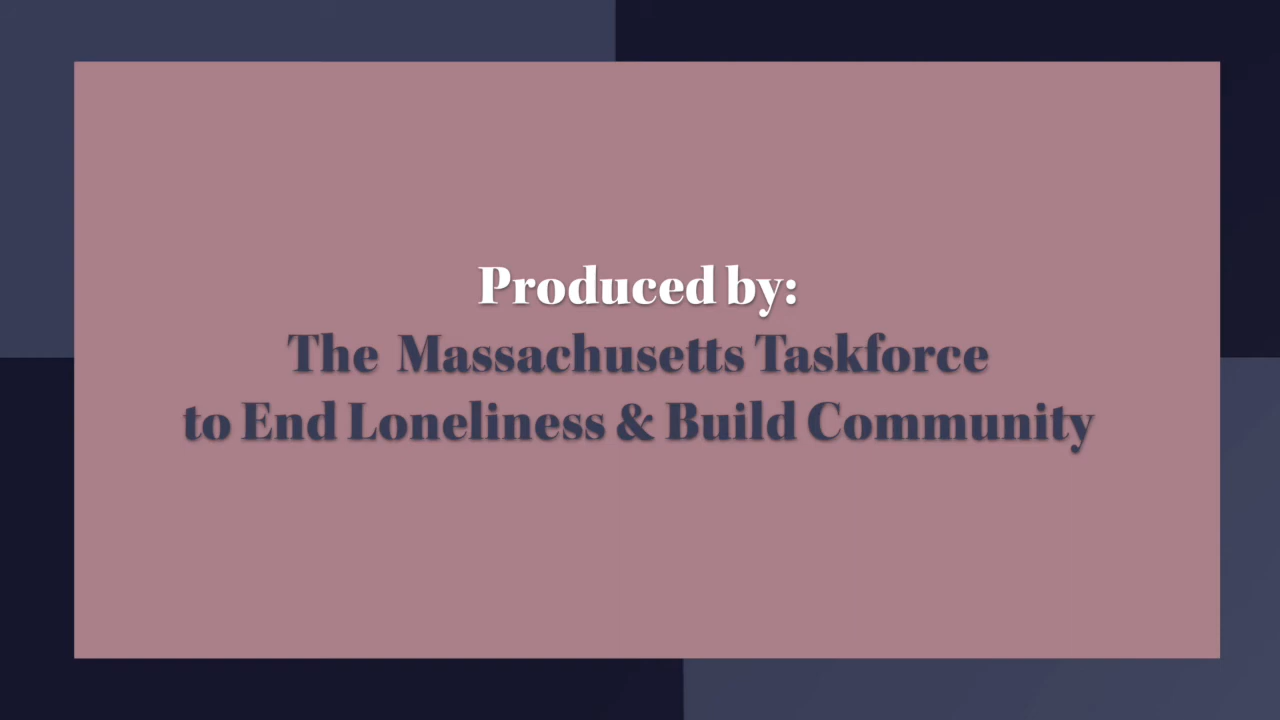 Produced by:
The Massachusetts Taskforce
to End Loneliness & Build Community